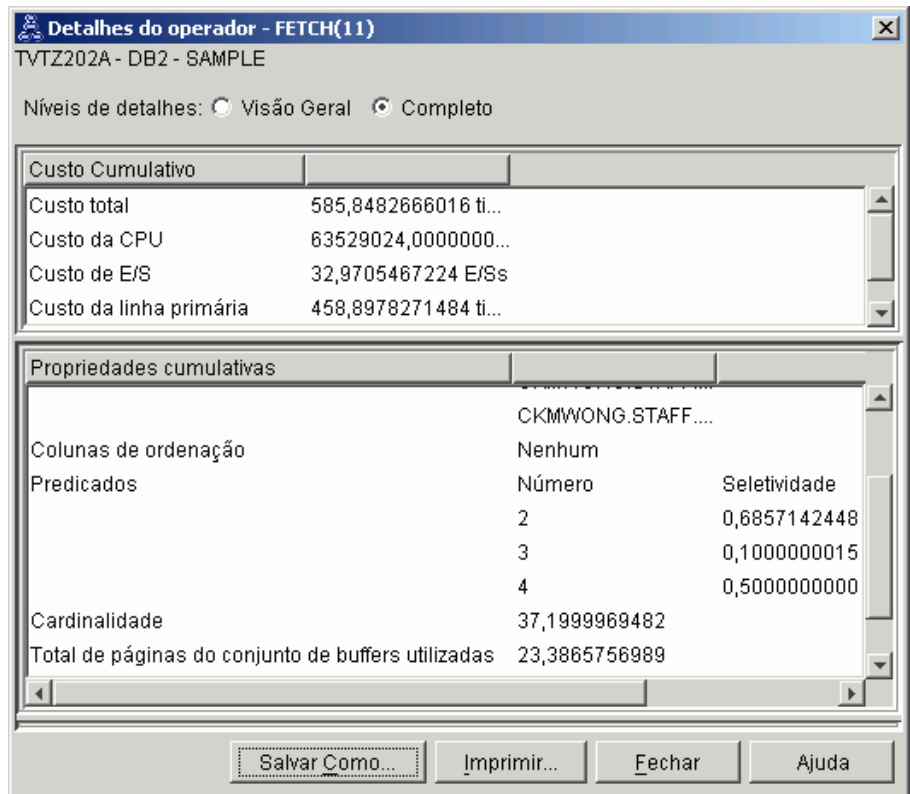 Detalhes do operador - FETCH(11)
TVTZ202A - DB2 - SAMPLE
Níveis de detalhes: Visão Geral Completo
Custo Cumulativo
Custo total 585,8482666016 ti...
Custo da CPU 63529024,0000000...
Custo de E/S 32,9705467224 E/Ss
Custo da linha primária 458,8978271484 ti...
Propriedades cumulativas
CKMWONG.STAFF....
Colunas de ordenação Nenhum
Predicados Número Seletividade
2 0,6857142448
3 0,1000000015
4 0,5000000000
Cardinalidade 37,1999969482
Total de páginas do conjunto de buffers utilizadas 23,3865756989
Salvar Como... Imprimir... Fechar Ajuda